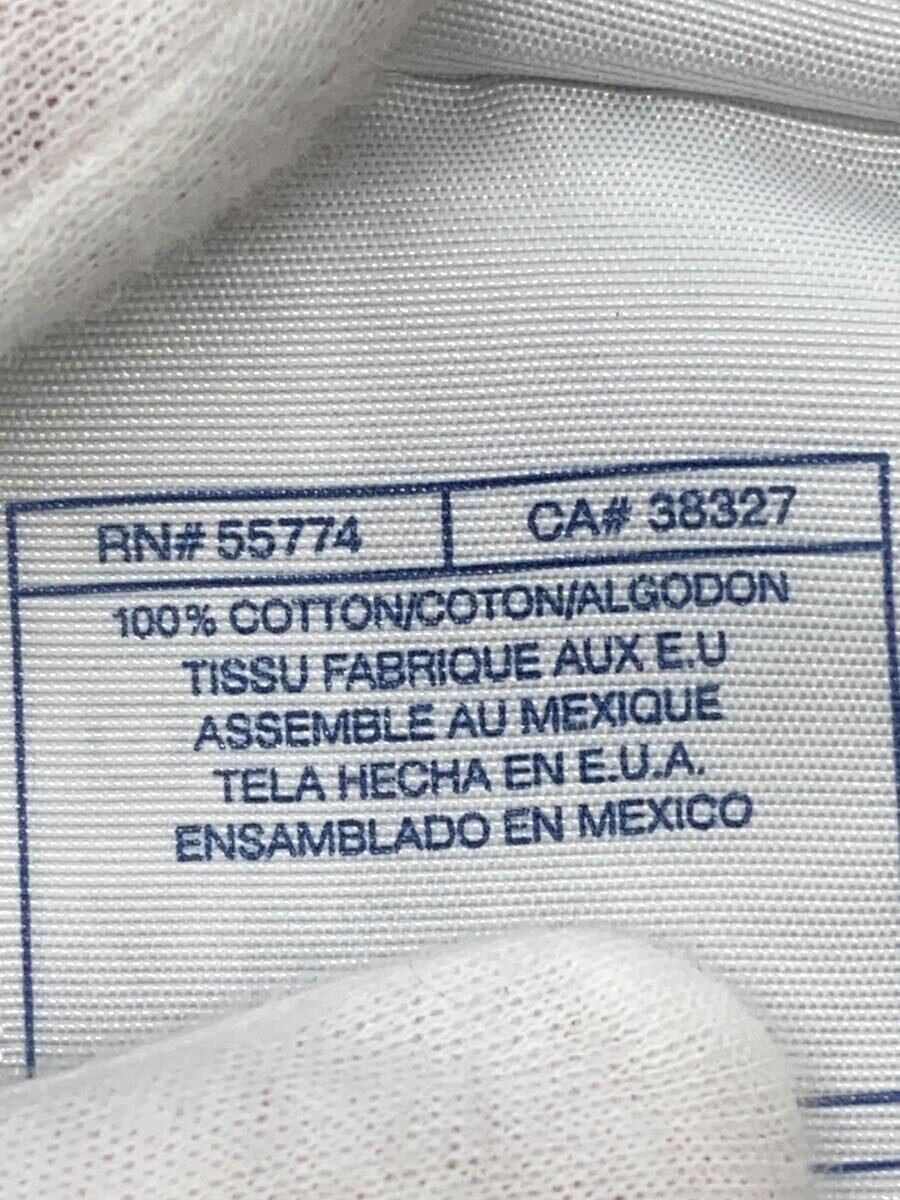 RN# 55774
CA# 38327
100% COTTON/COTON/ALGODON
TISSU FABRIQUE AUX E.U
ASSEMBLE AU MEXIQUE
TELA HECHA EN E.U.A.
ENSAMBLADO EN MEXICO